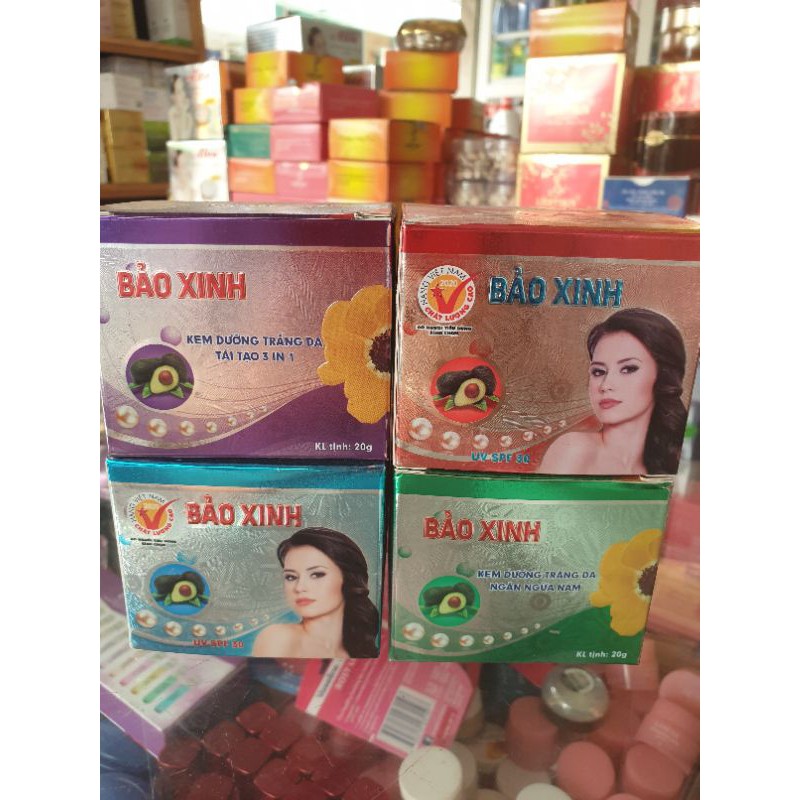 BẢO XINH
KEM DƯỠNG TRẮNG DA
TÁI TẠO 3 IN 1
KL tịnh: 20g
HÀNG VIỆT NAM
2020
CHẤT LƯỢNG CAO
BẢO XINH
UV SPF 50
HÀNG VIỆT NAM
CHẤT LƯỢNG CAO
BẢO XINH
UV SPF 50
BẢO XINH
KEM DƯỠNG TRẮNG DA
NGĂN NGỪA NÁM
KL tịnh: 20g